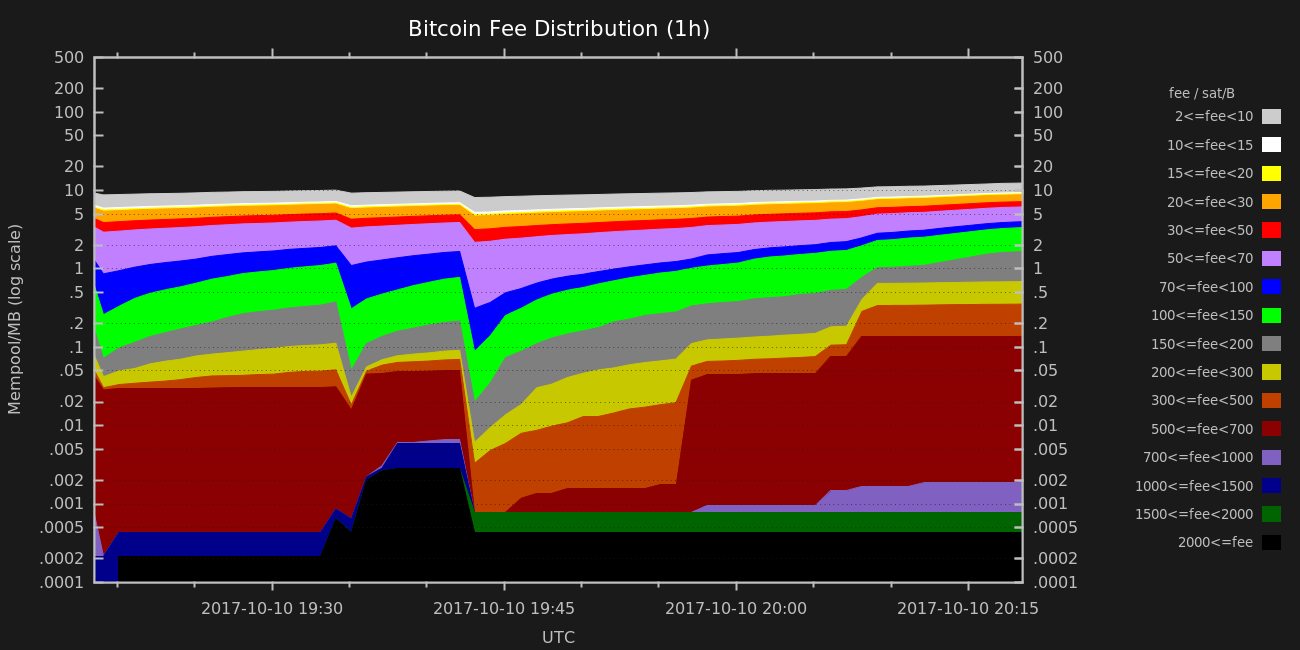 Bitcoin Fee Distribution (1h)
500 500
200 200
100 100
50 50
20 20
10 10
5 5
2 2
1 1
.5 .5
.2 .2
.1 .1
.05 .05
.02 .02
.01 .01
.005 .005
.002 .002
.001 .001
.0005 .0005
.0002 .0002
.0001 .0001
Mempool/MB (log scale)
2017-10-10 19:30 2017-10-10 19:45 2017-10-10 20:00 2017-10-10 20:15
UTC
fee / sat/B
2<=fee<10
10<=fee<15
15<=fee<20
20<=fee<30
30<=fee<50
50<=fee<70
70<=fee<100
100<=fee<150
150<=fee<200
200<=fee<300
300<=fee<500
500<=fee<700
700<=fee<1000
1000<=fee<1500
1500<=fee<2000
2000<=fee